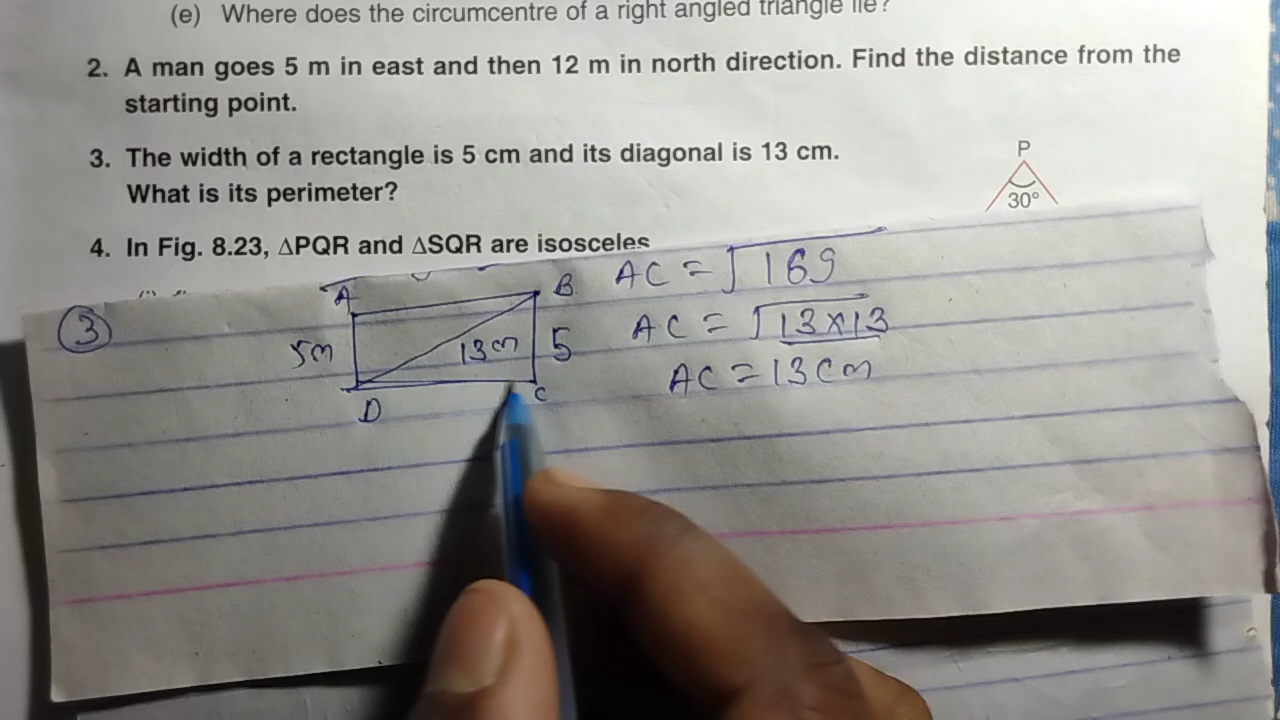 (e) Where does the circumcentre of a right angled triangle lie?
2. A man goes 5 m in east and then 12 m in north direction. Find the distance from the
starting point.
3. The width of a rectangle is 5 cm and its diagonal is 13 cm.
What is its perimeter?
P
30°
4. In Fig. 8.23, ΔPQR and ΔSQR are isosceles
AC = √169
A B
3
5m 13cm 5
AC = √13×13
AC = 13cm
D C